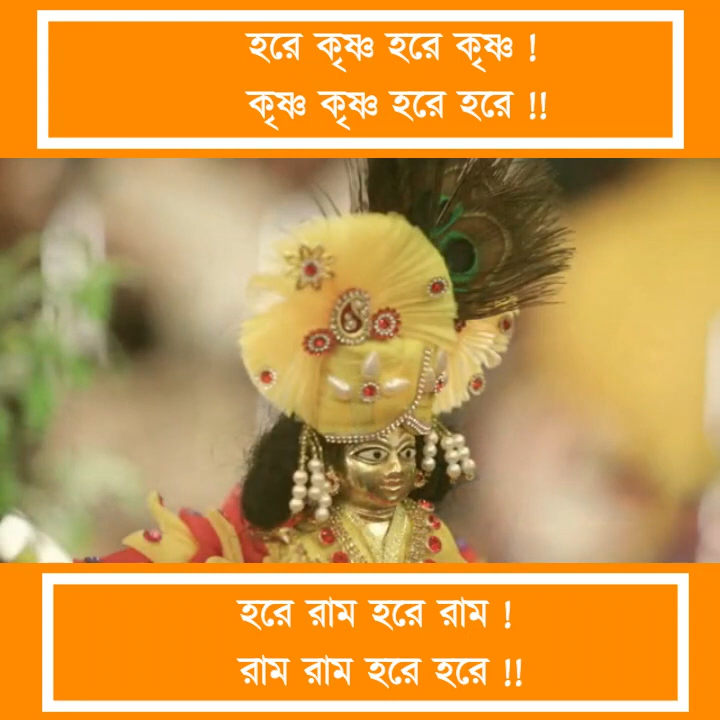 হরে কৃষ্ণ হরে কৃষ্ণ !
কৃষ্ণ কৃষ্ণ হরে হরে !!
হরে রাম হরে রাম !
রাম রাম হরে হরে !!